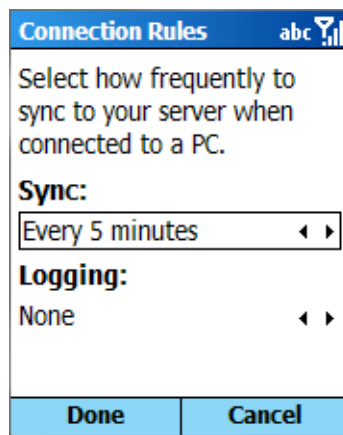 Connection Rules abc
Select how frequently to
sync to your server when
connected to a PC.
Sync:
Every 5 minutes
Logging:
None
Done Cancel